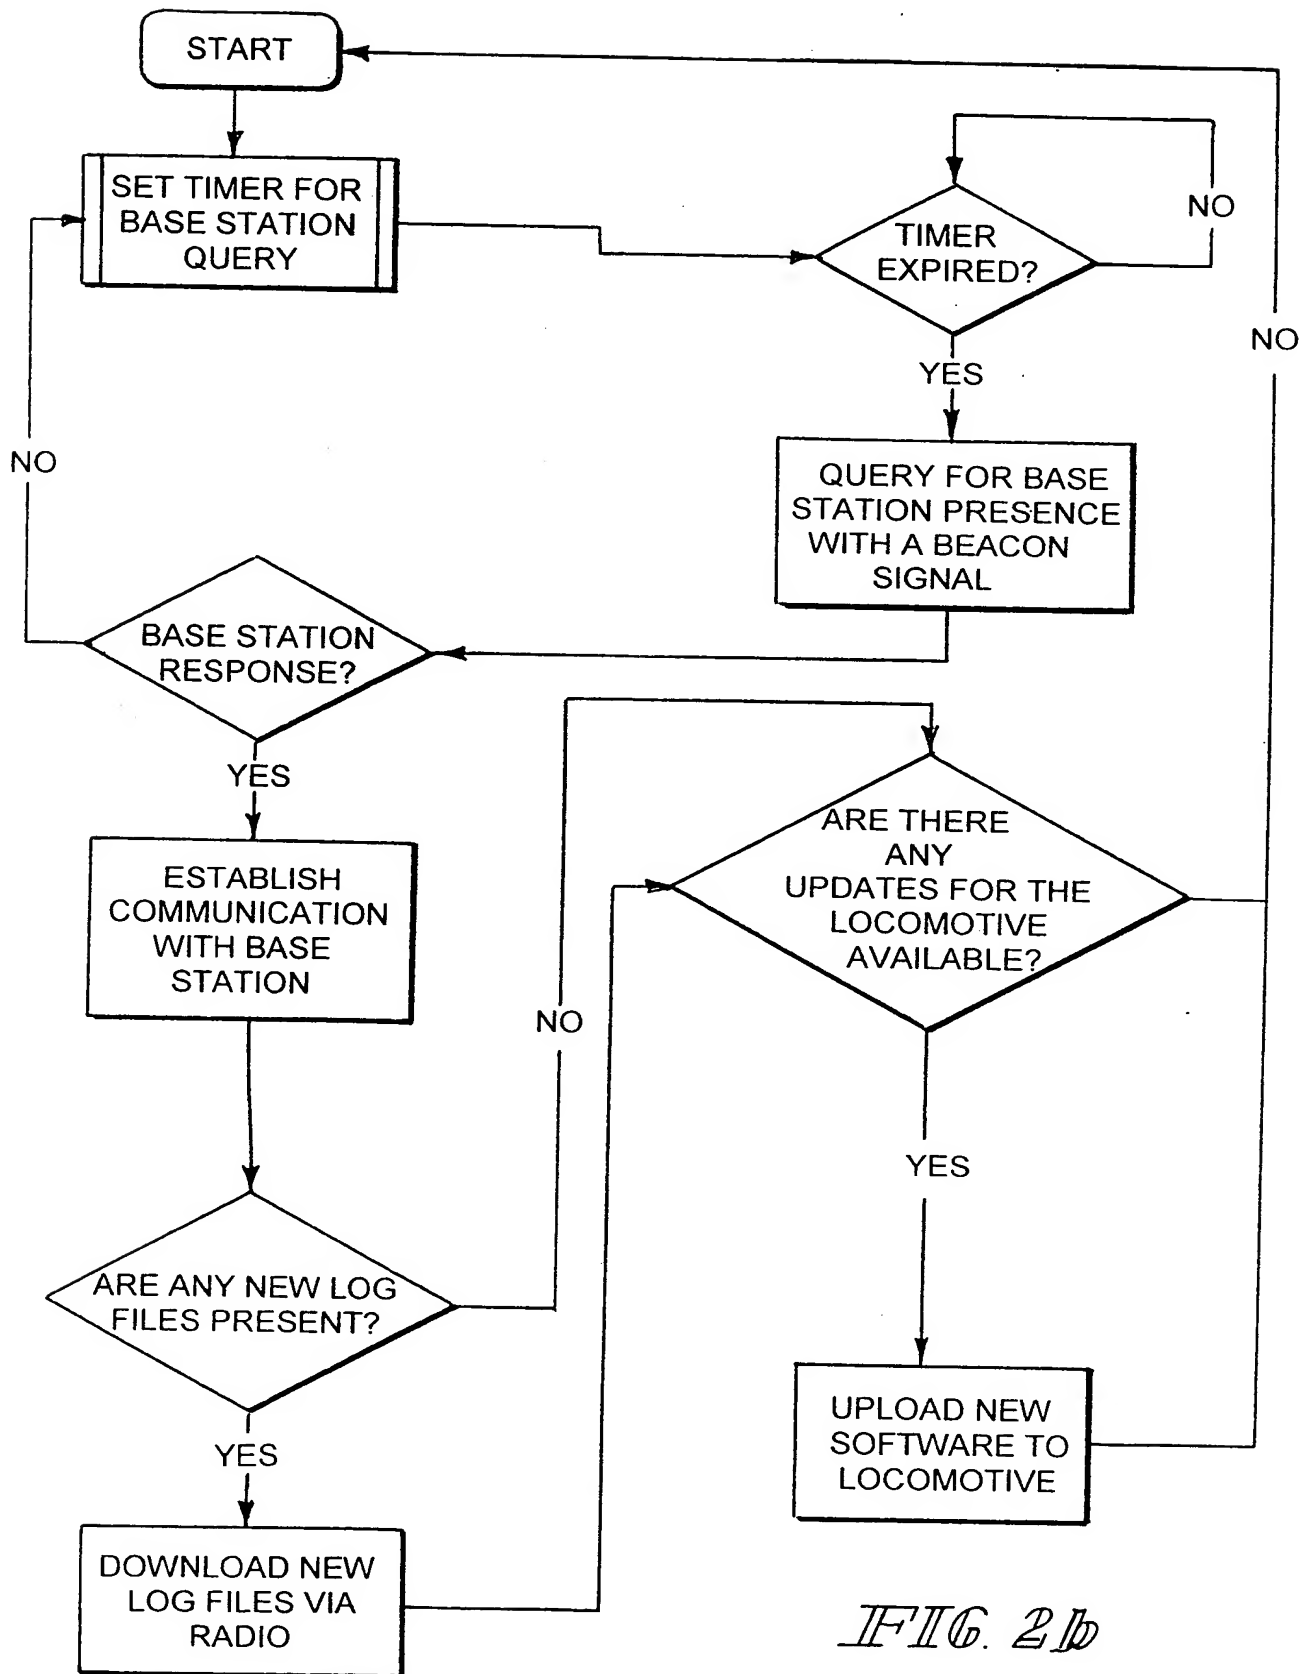 START
SET TIMER FOR
BASE STATION
QUERY
TIMER
EXPIRED?
NO
NO
YES
QUERY FOR BASE
STATION PRESENCE
WITH A BEACON
SIGNAL
NO
BASE STATION
RESPONSE?
YES
ESTABLISH
COMMUNICATION
WITH BASE
STATION
NO
ARE THERE
ANY
UPDATES FOR THE
LOCOMOTIVE
AVAILABLE?
YES
ARE ANY NEW LOG
FILES PRESENT?
YES
UPLOAD NEW
SOFTWARE TO
LOCOMOTIVE
DOWNLOAD NEW
LOG FILES VIA
RADIO
FIG. 2b